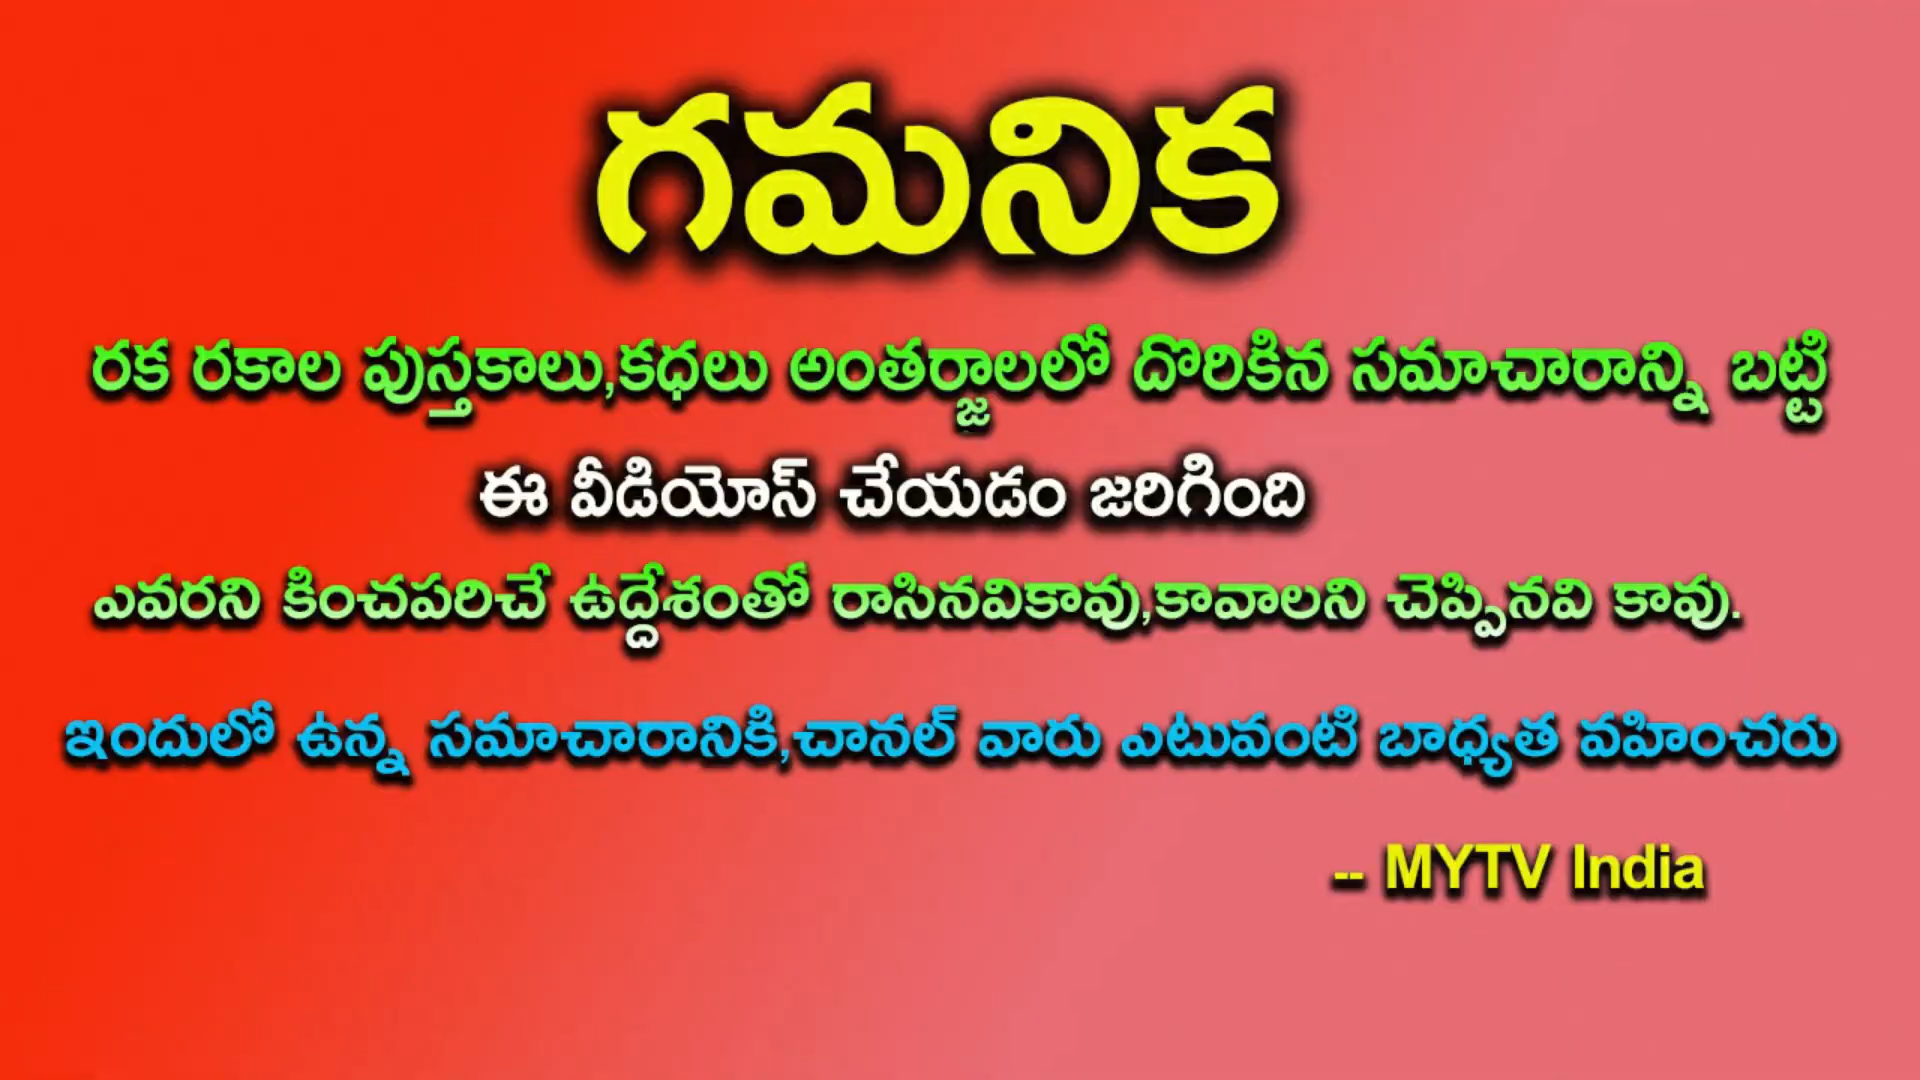 గమనిక
రక రకాల పుస్తకాలు,కధలు అంతర్జాలలో దొరికిన సమాచారాన్ని బట్టి
ఈ వీడియోస్ చేయడం జరిగింది
ఎవరని కించపరిచే ఉద్దేశంతో రాసినవికావు,కావాలని చెప్పినవి కావు.
ఇందులో ఉన్న సమాచారానికి,చానల్ వారు ఎటువంటి బాధ్యత వహించరు
-- MYTV India